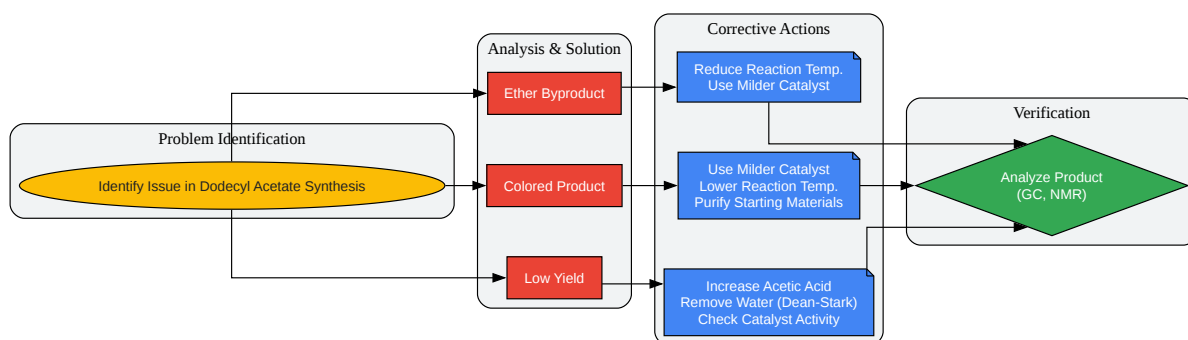 Problem Identification
Identify Issue in Dodecyl Acetate Synthesis
Analysis & Solution
Ether Byproduct
Colored Product
Low Yield
Corrective Actions
Reduce Reaction Temp.
Use Milder Catalyst
Use Milder Catalyst
Lower Reaction Temp.
Purify Starting Materials
Increase Acetic Acid
Remove Water (Dean-Stark)
Check Catalyst Activity
Verification
Analyze Product
(GC, NMR)